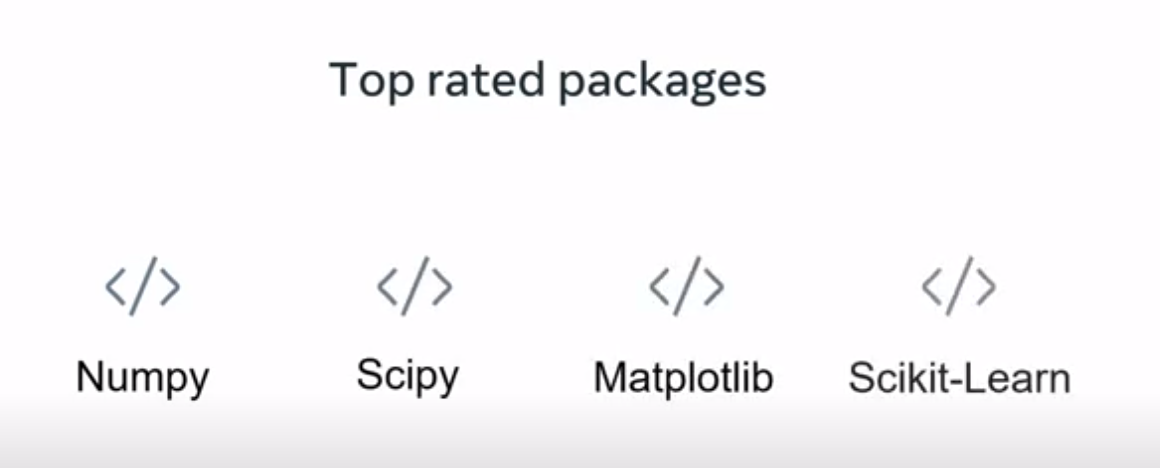 Top rated packages
</> </> </> </>
Numpy Scipy Matplotlib Scikit-Learn